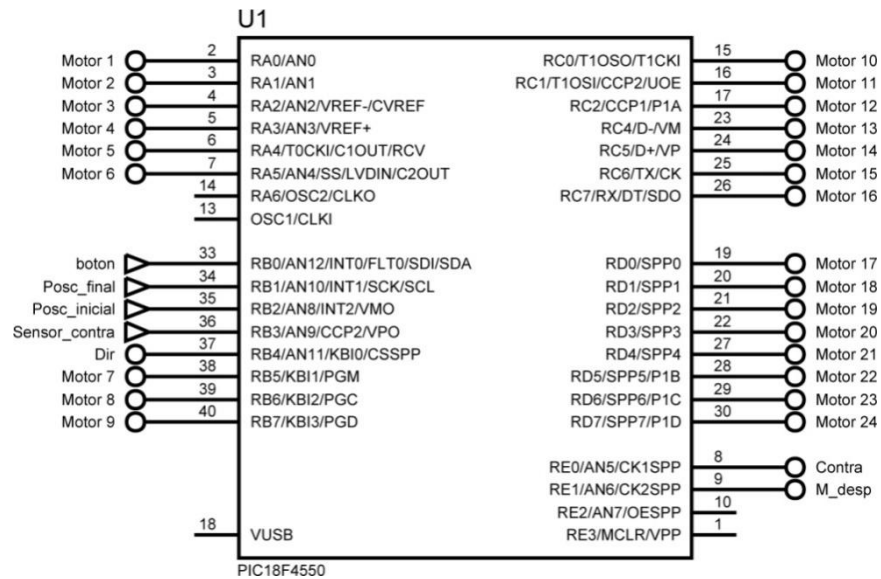 U1
Motor 1 2 RA0/AN0 RC0/T1OSO/T1CKI 15 Motor 10
Motor 2 3 RA1/AN1 RC1/T1OSI/CCP2/UOE 16 Motor 11
Motor 3 4 RA2/AN2/VREF-/CVREF RC2/CCP1/P1A 17 Motor 12
Motor 4 5 RA3/AN3/VREF+ RC4/D-/VM 23 Motor 13
Motor 5 6 RA4/T0CKI/C1OUT/RCV RC5/D+/VP 24 Motor 14
Motor 6 7 RA5/AN4/SS/LVDIN/C2OUT RC6/TX/CK 25 Motor 15
14 RA6/OSC2/CLKO RC7/RX/DT/SDO 26 Motor 16
13 OSC1/CLKI
boton 33 RB0/AN12/INT0/FLT0/SDI/SDA RD0/SPP0 19 Motor 17
Posc_final 34 RB1/AN10/INT1/SCK/SCL RD1/SPP1 20 Motor 18
Posc_inicial 35 RB2/AN8/INT2/VMO RD2/SPP2 21 Motor 19
Sensor_contra 36 RB3/AN9/CCP2/VPO RD3/SPP3 22 Motor 20
Dir 37 RB4/AN11/KBI0/CSSPP RD4/SPP4 27 Motor 21
Motor 7 38 RB5/KBI1/PGM RD5/SPP5/P1B 28 Motor 22
Motor 8 39 RB6/KBI2/PGC RD6/SPP6/P1C 29 Motor 23
Motor 9 40 RB7/KBI3/PGD RD7/SPP7/P1D 30 Motor 24
RE0/AN5/CK1SPP 8 Contra
RE1/AN6/CK2SPP 9 M_desp
RE2/AN7/OESPP 10
18 VUSB RE3/MCLR/VPP 1
PIC18F4550